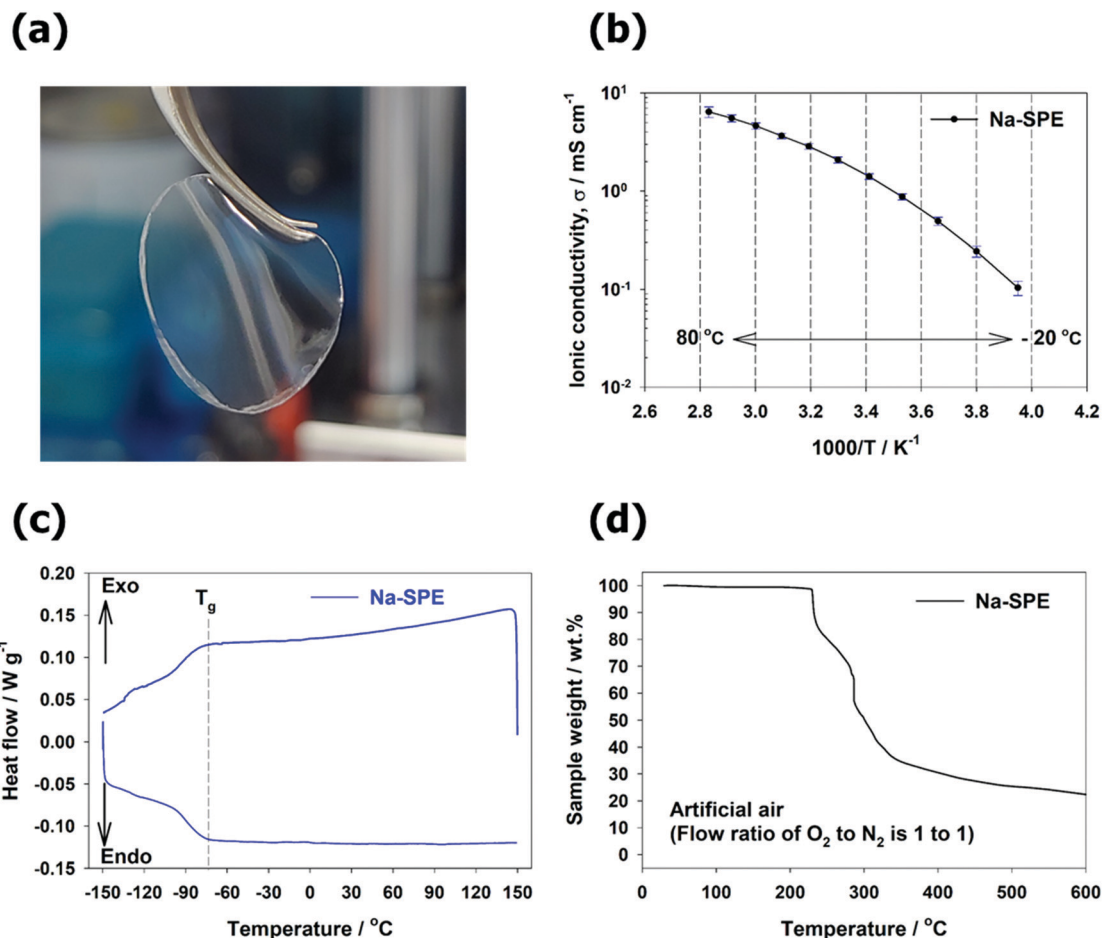 (a)
(b)
Ionic conductivity, σ / mS cm⁻¹
10¹
10⁰
10⁻¹
10⁻²
Na-SPE
80 °C
- 20 °C
2.6 2.8 3.0 3.2 3.4 3.6 3.8 4.0 4.2
1000/T / K⁻¹
(c)
Heat flow / W g⁻¹
0.20
0.15
0.10
0.05
0.00
-0.05
-0.10
-0.15
Exo
Tg
Na-SPE
Endo
-150 -120 -90 -60 -30 0 30 60 90 120 150
Temperature / °C
(d)
Sample weight / wt.%
100
90
80
70
60
50
40
30
20
10
0
Na-SPE
Artificial air
(Flow ratio of O₂ to N₂ is 1 to 1)
0 100 200 300 400 500 600
Temperature / °C